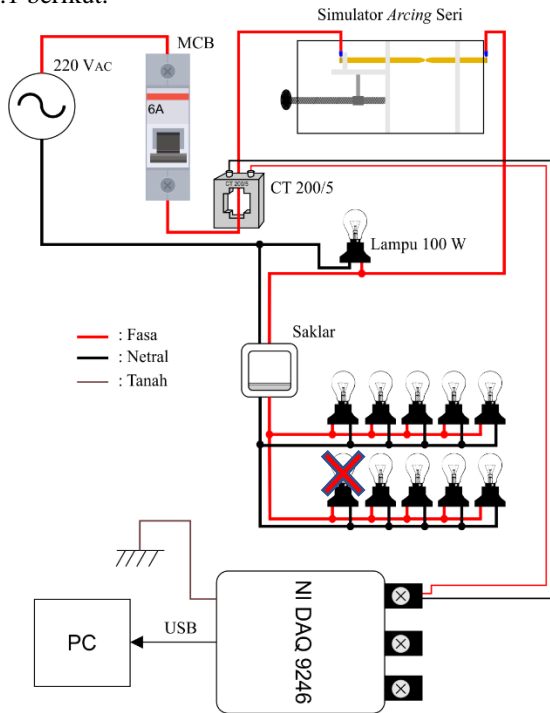 .1 berikut.
Simulator Arcing Seri
MCB
220 VAC
6A
CT 200/5
CT 200/5
Lampu 100 W
Saklar
: Fasa
: Netral
: Tanah
NI DAQ 9246
USB
PC